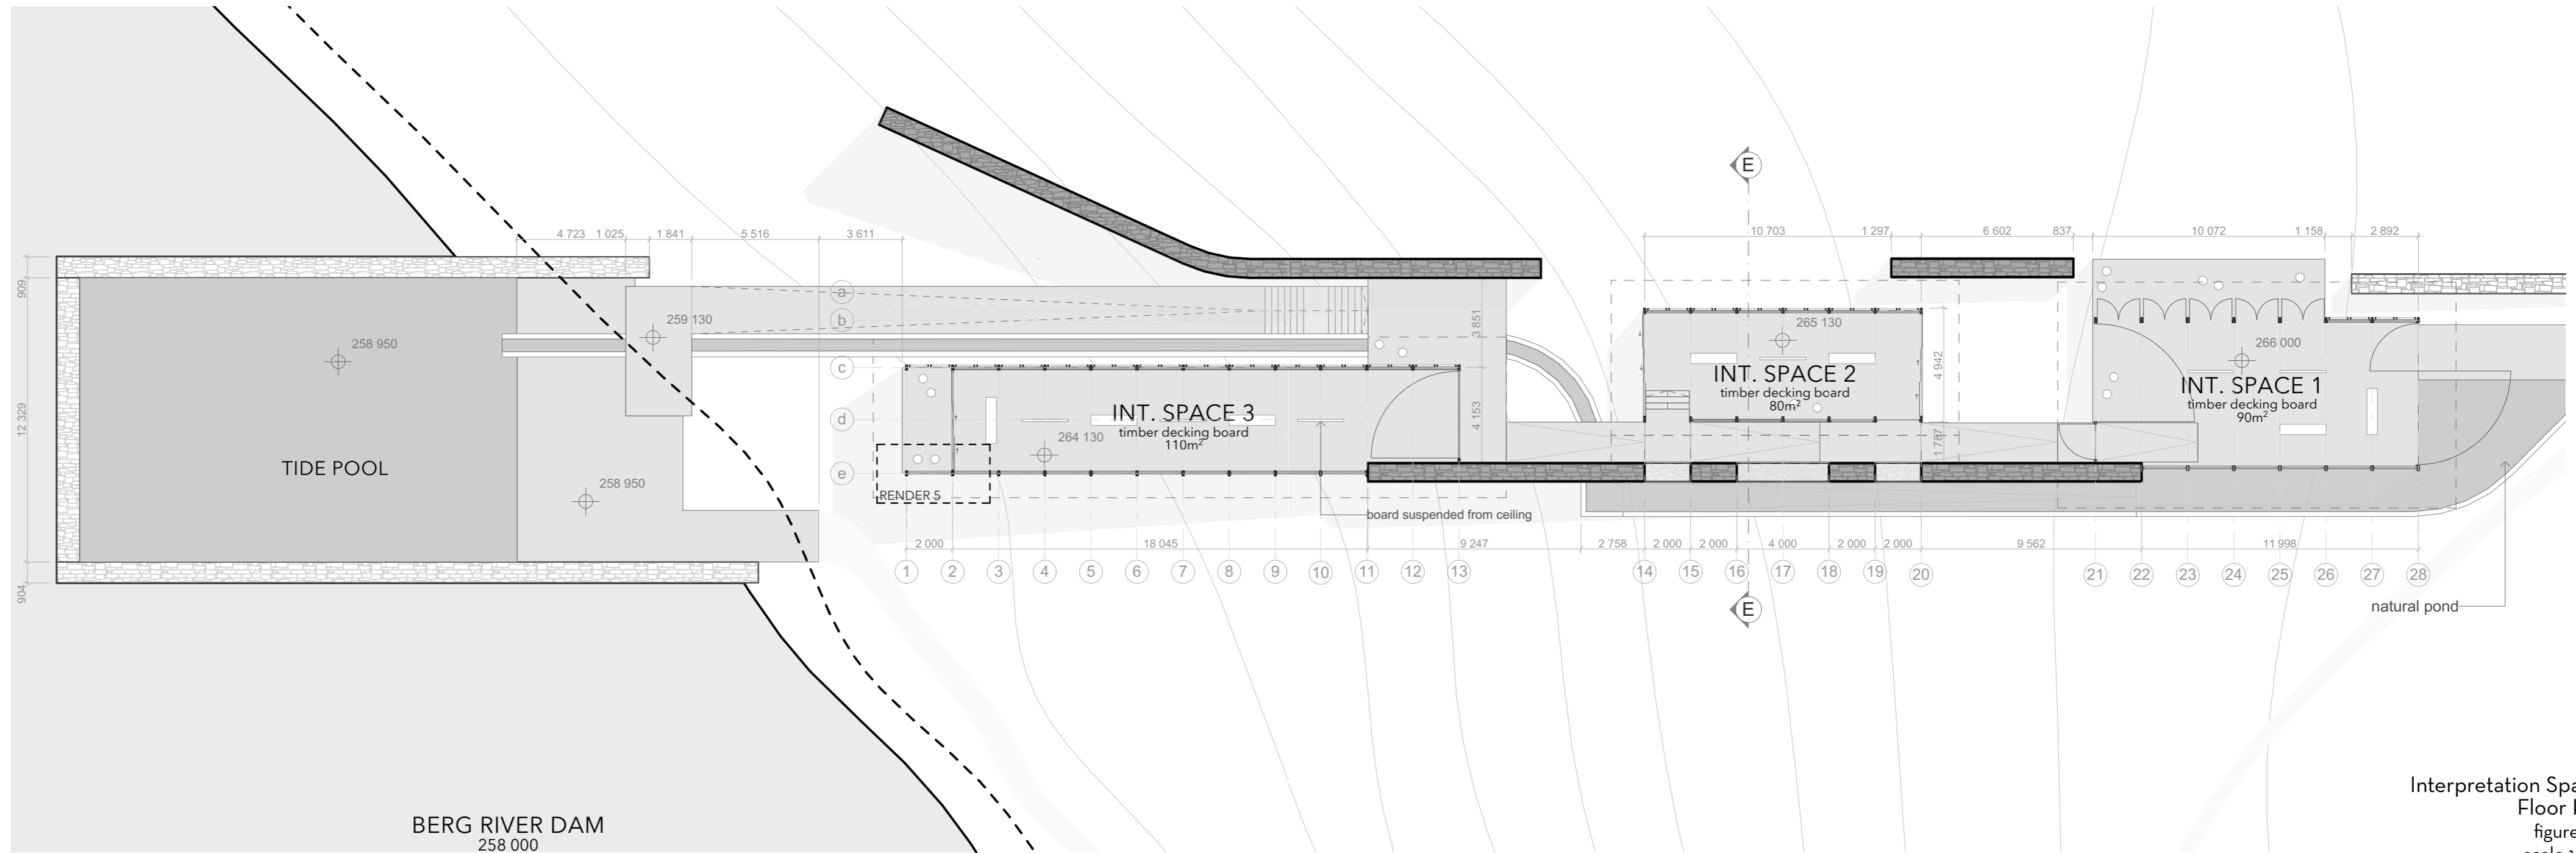 E
4 723
1 025
1 841
5 516
3 611
10 703
1 297
6 602
837
10 072
1 158
2 892
909
a
b
259 130
258 950
3 851
265 130
266 000
c
INT. SPACE 2
timber decking board
80m²
4 942
INT. SPACE 1
timber decking board
90m²
d
INT. SPACE 3
timber decking board
110m²
264 130
4 153
12 329
1 787
TIDE POOL
e
258 950
RENDER 5
board suspended from ceiling
2 000
18 045
9 247
2 758
2 000
2 000
4 000
2 000
2 000
9 562
11 998
1
2
3
4
5
6
7
8
9
10
11
12
13
14
15
16
17
18
19
20
21
22
23
24
25
26
27
28
904
E
natural pond
Interpretation Spa
Floor
figure
BERG RIVER DAM
258 000